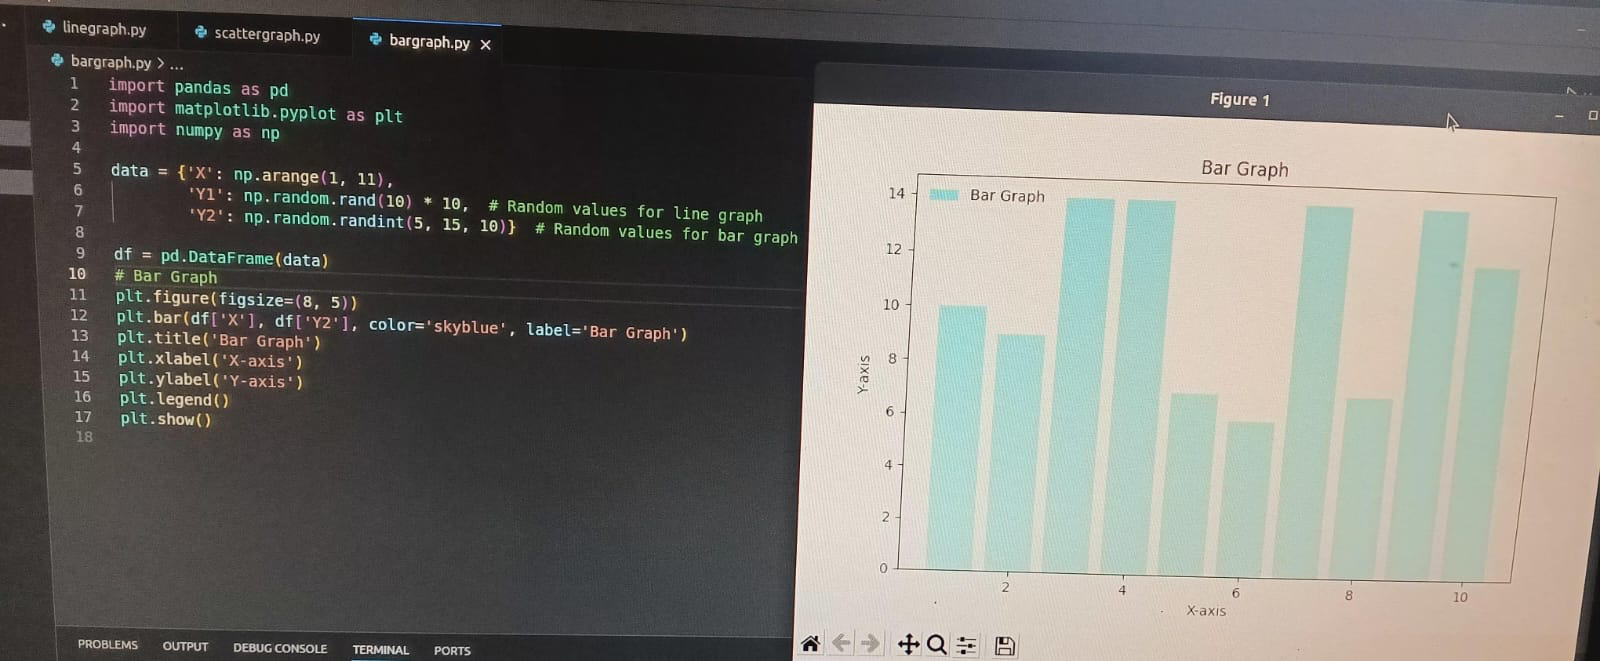 linegraph.py
scattergraph.py
bargraph.py
bargraph.py > ...
1 import pandas as pd
2 import matplotlib.pyplot as plt
3 import numpy as np
4
5 data = {'X': np.arange(1, 11),
6 'Y1': np.random.rand(10) * 10, # Random values for line graph
7 'Y2': np.random.randint(5, 15, 10)} # Random values for bar graph
8
9 df = pd.DataFrame(data)
10 # Bar Graph
11 plt.figure(figsize=(8, 5))
12 plt.bar(df['X'], df['Y2'], color='skyblue', label='Bar Graph')
13 plt.title('Bar Graph')
14 plt.xlabel('X-axis')
15 plt.ylabel('Y-axis')
16 plt.legend()
17 plt.show()
18
PROBLEMS OUTPUT DEBUG CONSOLE TERMINAL PORTS
Figure 1
Bar Graph
Bar Graph
14
12
10
8
6
4
2
0
Y-axis
2 4 6 8 10
X-axis